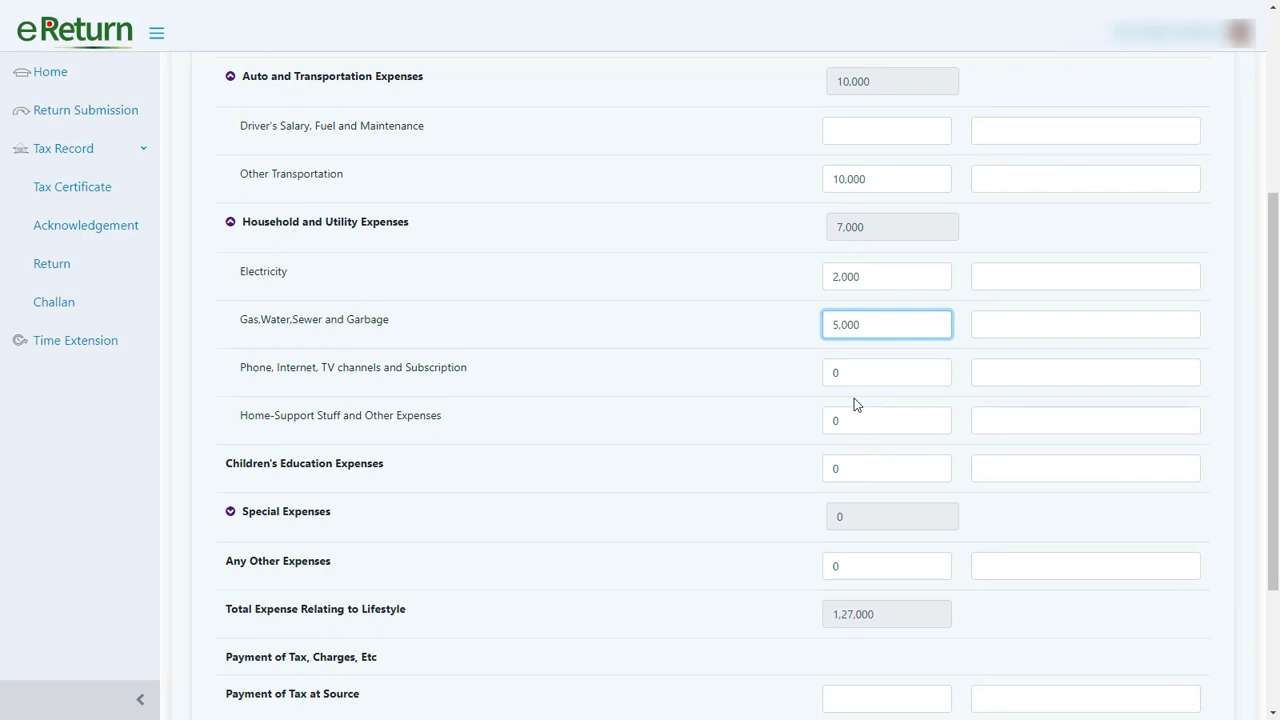 eReturn
Home
Return Submission
Tax Record
Tax Certificate
Acknowledgement
Return
Challan
Time Extension
Auto and Transportation Expenses 10,000
Driver's Salary, Fuel and Maintenance
Other Transportation 10,000
Household and Utility Expenses 7,000
Electricity 2,000
Gas,Water,Sewer and Garbage 5,000
Phone, Internet, TV channels and Subscription 0
Home-Support Stuff and Other Expenses 0
Children's Education Expenses 0
Special Expenses 0
Any Other Expenses 0
Total Expense Relating to Lifestyle 1,27,000
Payment of Tax, Charges, Etc
Payment of Tax at Source